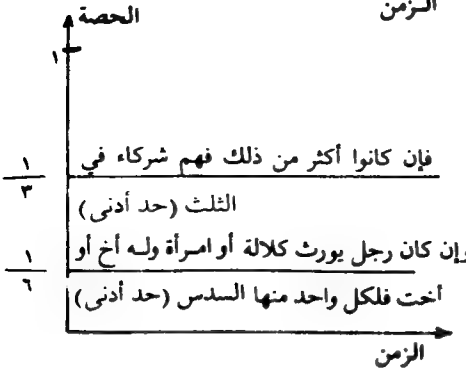 الزمن
الحصة
١
فإن كانوا أكثر من ذلك فهم شركاء في
١
٣
الثلث (حد أدنى)
وإن كان رجل يورث كلالة أو امرأة وله أخ أو
١
٦
أخت فلكل واحد منها السدس (حد أدنى)
الزمن